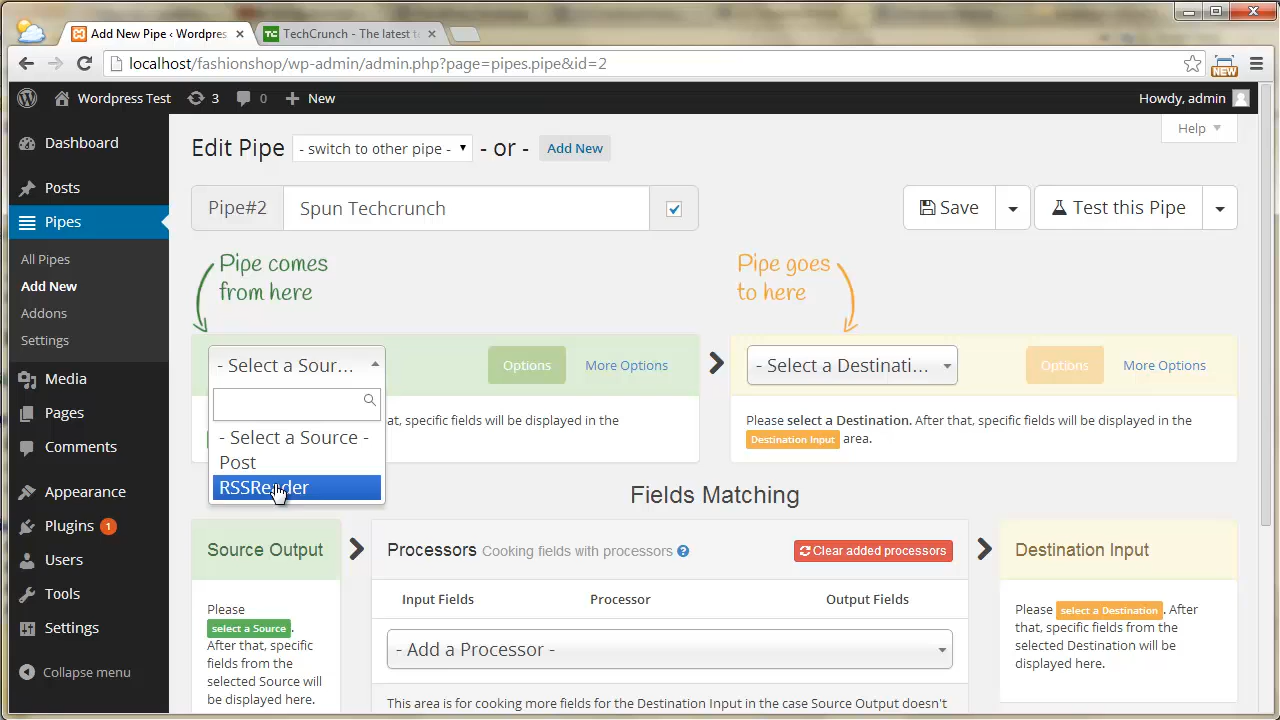 Add New Pipe ‹ Wordpres
TechCrunch - The latest t
localhost/fashionshop/wp-admin/admin.php?page=pipes.pipe&id=2
NEW
Wordpress Test
3
0
New
Howdy, admin
Help
Dashboard
Posts
Pipes
All Pipes
Add New
Addons
Settings
Media
Pages
Comments
Appearance
Plugins 1
Users
Tools
Settings
Collapse menu
Edit Pipe
- switch to other pipe -
- or -
Add New
Pipe#2
Spun Techcrunch
Save
Test this Pipe
Pipe comes
from here
Pipe goes
to here
- Select a Sour...
Options
More Options
- Select a Source -
Post
RSSReader
at, specific fields will be displayed in the
- Select a Destinati...
Options
More Options
Please select a Destination. After that, specific fields will be displayed in the
Destination Input area.
Fields Matching
Source Output
Please
select a Source .
After that, specific
fields from the
selected Source will
be displayed here.
Processors Cooking fields with processors
Clear added processors
Input Fields
Processor
Output Fields
- Add a Processor -
This area is for cooking more fields for the Destination Input in the case Source Output doesn't
Destination Input
Please select a Destination . After
that, specific fields from the
selected Destination will be
displayed here.